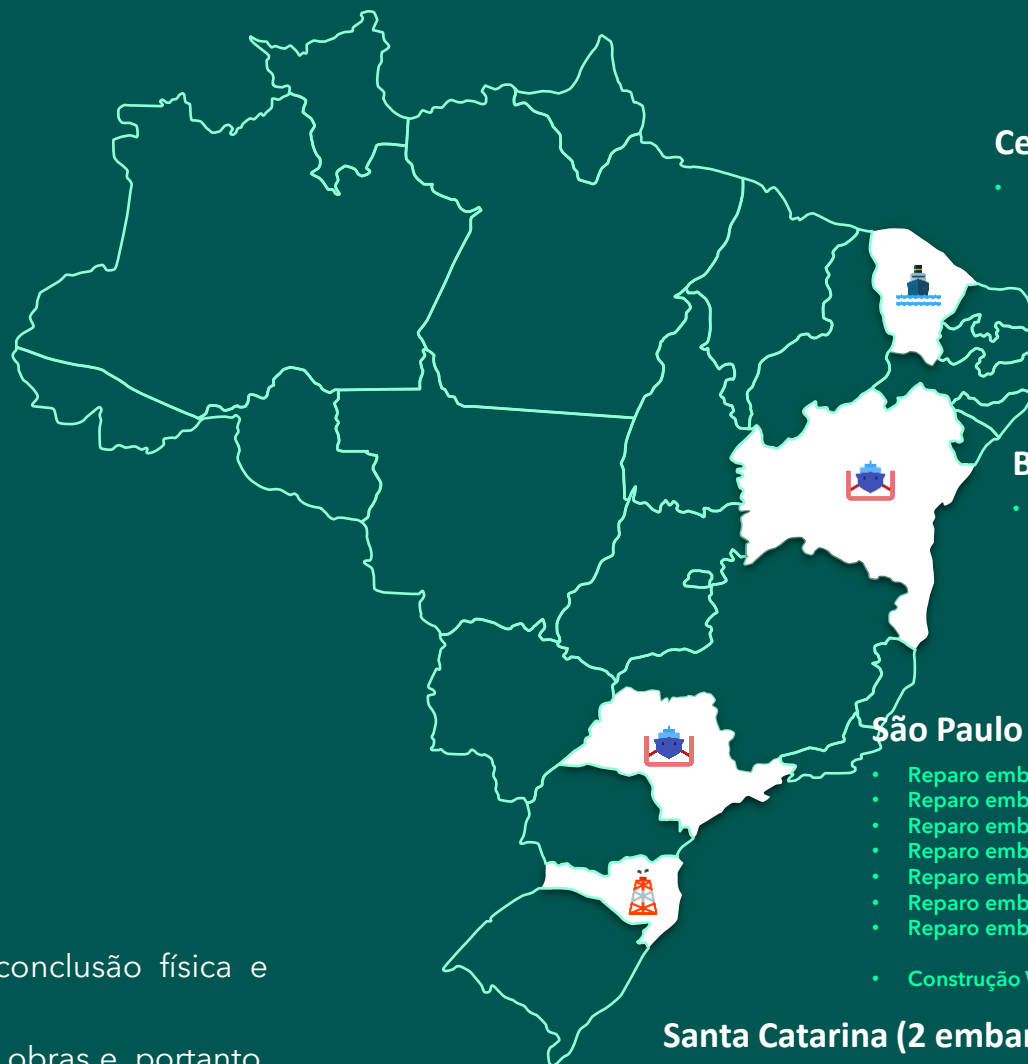 Ce
•
B
•
São Paulo
• Reparo emb
• Reparo emb
• Reparo emb
• Reparo emb
• Reparo emb
• Reparo emb
• Reparo emb
• Construção
conclusão física e
Santa Catarina (2 embar
obras e portanto,